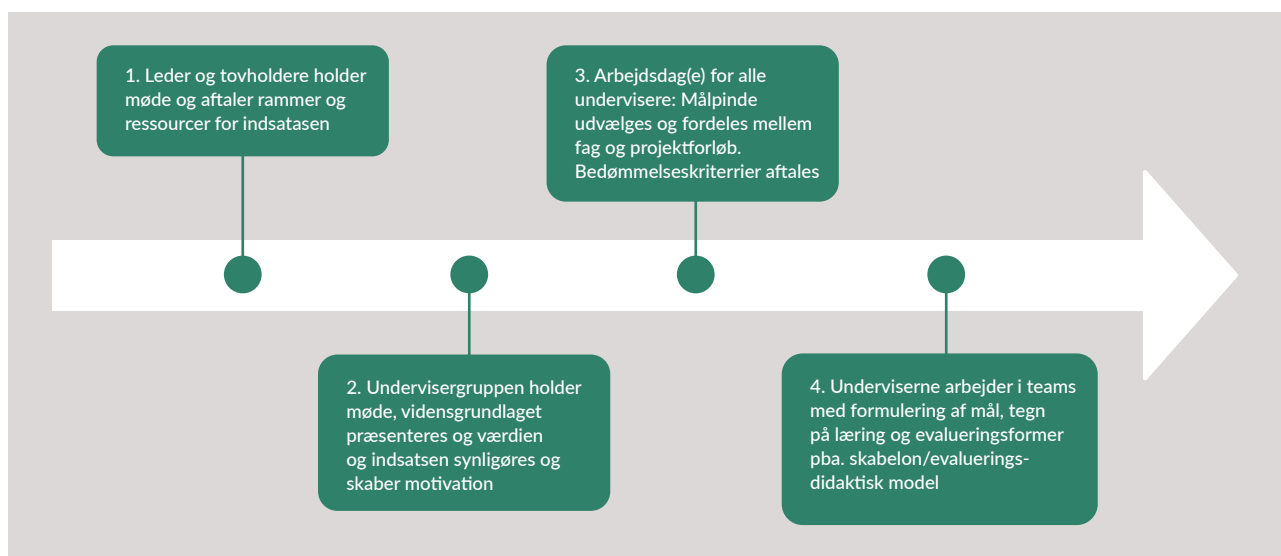 1. Leder og tovholdere holder
møde og aftaler rammer og
ressourcer for indsatasen
2. Undervisergruppen holder
møde, vidensgrundlaget
præsenteres og værdien
og indsatsen synligøres og
skaber motivation
3. Arbejdsdag(e) for alle
undervisere: Målpinde
udvælges og fordeles mellem
fag og projektforløb.
Bedømmelseskriterrier aftales
4. Underviserne arbejder i teams
med formulering af mål, tegn
på læring og evalueringsformer
pba. skabelon/evaluerings-
didaktisk model